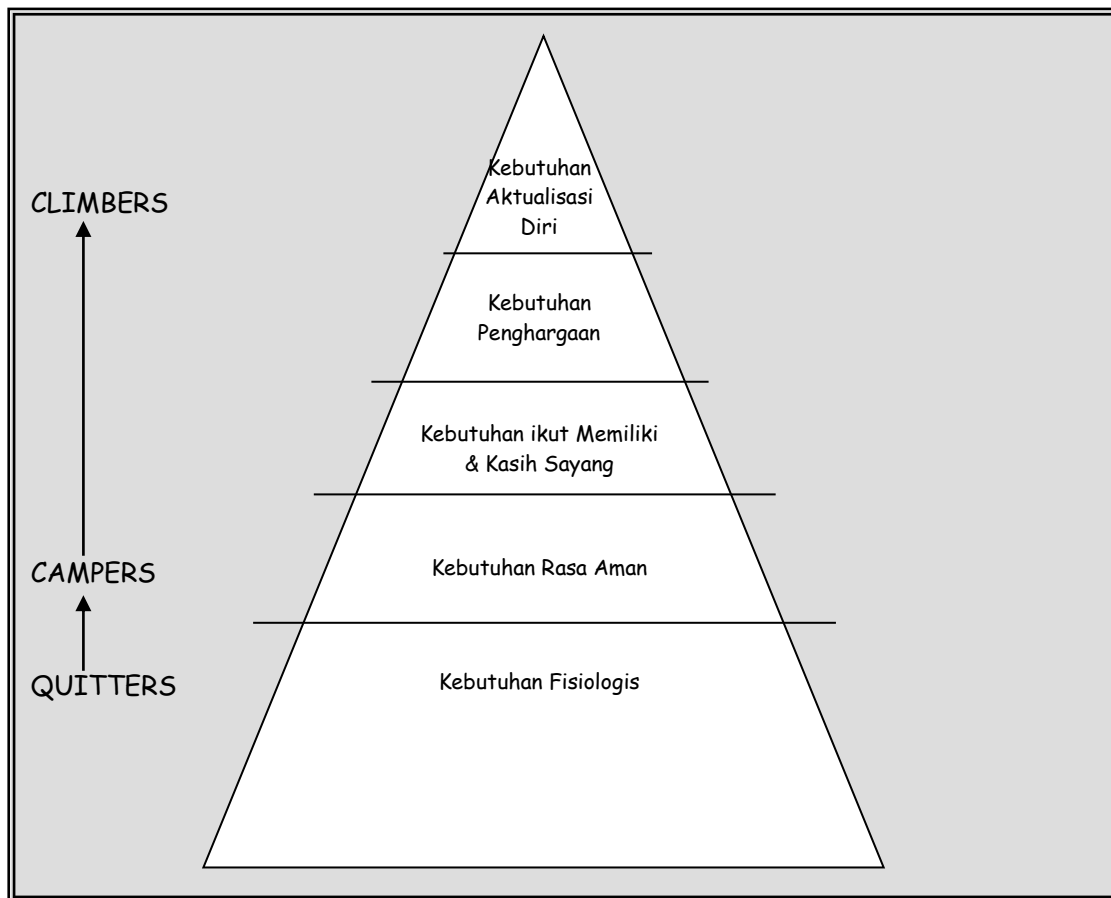 Kebutuhan
Aktualisasi
Diri
CLIMBERS
Kebutuhan
Penghargaan
Kebutuhan ikut Memiliki
& Kasih Sayang
Kebutuhan Rasa Aman
CAMPERS
Kebutuhan Fisiologis
QUITTERS